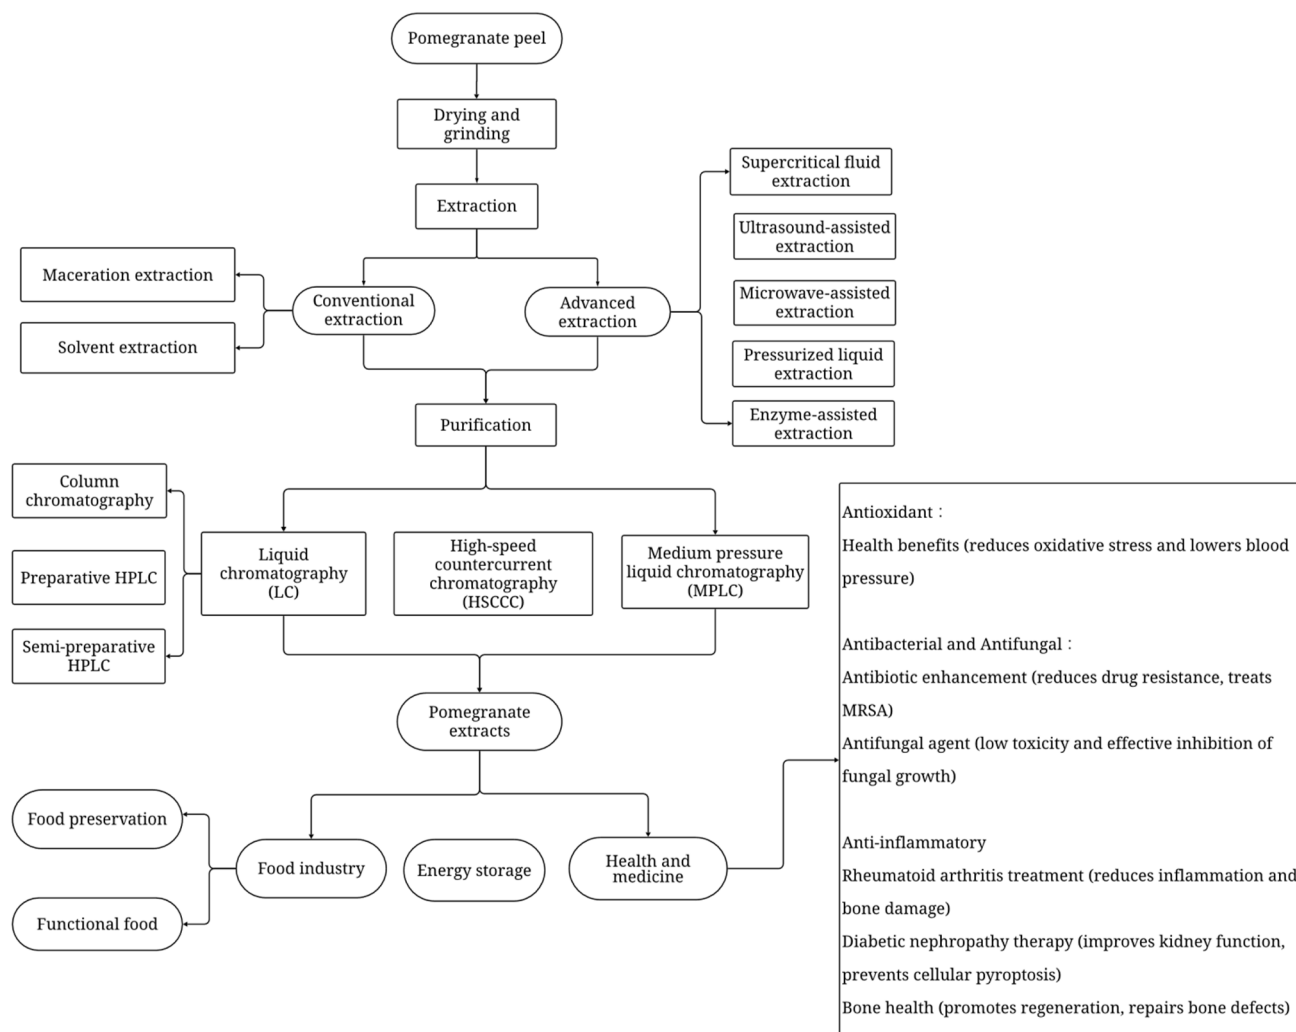 Pomegranate peel
Drying and
grinding
Extraction
Supercritical fluid
extraction
Ultrasound-assisted
extraction
Microwave-assisted
extraction
Pressurized liquid
extraction
Enzyme-assisted
extraction
Maceration extraction
Solvent extraction
Conventional
extraction
Advanced
extraction
Purification
Column
chromatography
Preparative HPLC
Semi-preparative
HPLC
Liquid
chromatography
(LC)
High-speed
countercurrent
chromatography
(HSCCC)
Medium pressure
liquid chromatography
(MPLC)
Pomegranate
extracts
Food preservation
Functional food
Food industry
Energy storage
Health and
medicine
Antioxidant：
Health benefits (reduces oxidative stress and lowers blood
pressure)
Antibacterial and Antifungal：
Antibiotic enhancement (reduces drug resistance, treats
MRSA)
Antifungal agent (low toxicity and effective inhibition of
fungal growth)
Anti-inflammatory
Rheumatoid arthritis treatment (reduces inflammation and
bone damage)
Diabetic nephropathy therapy (improves kidney function,
prevents cellular pyroptosis)
Bone health (promotes regeneration, repairs bone defects)